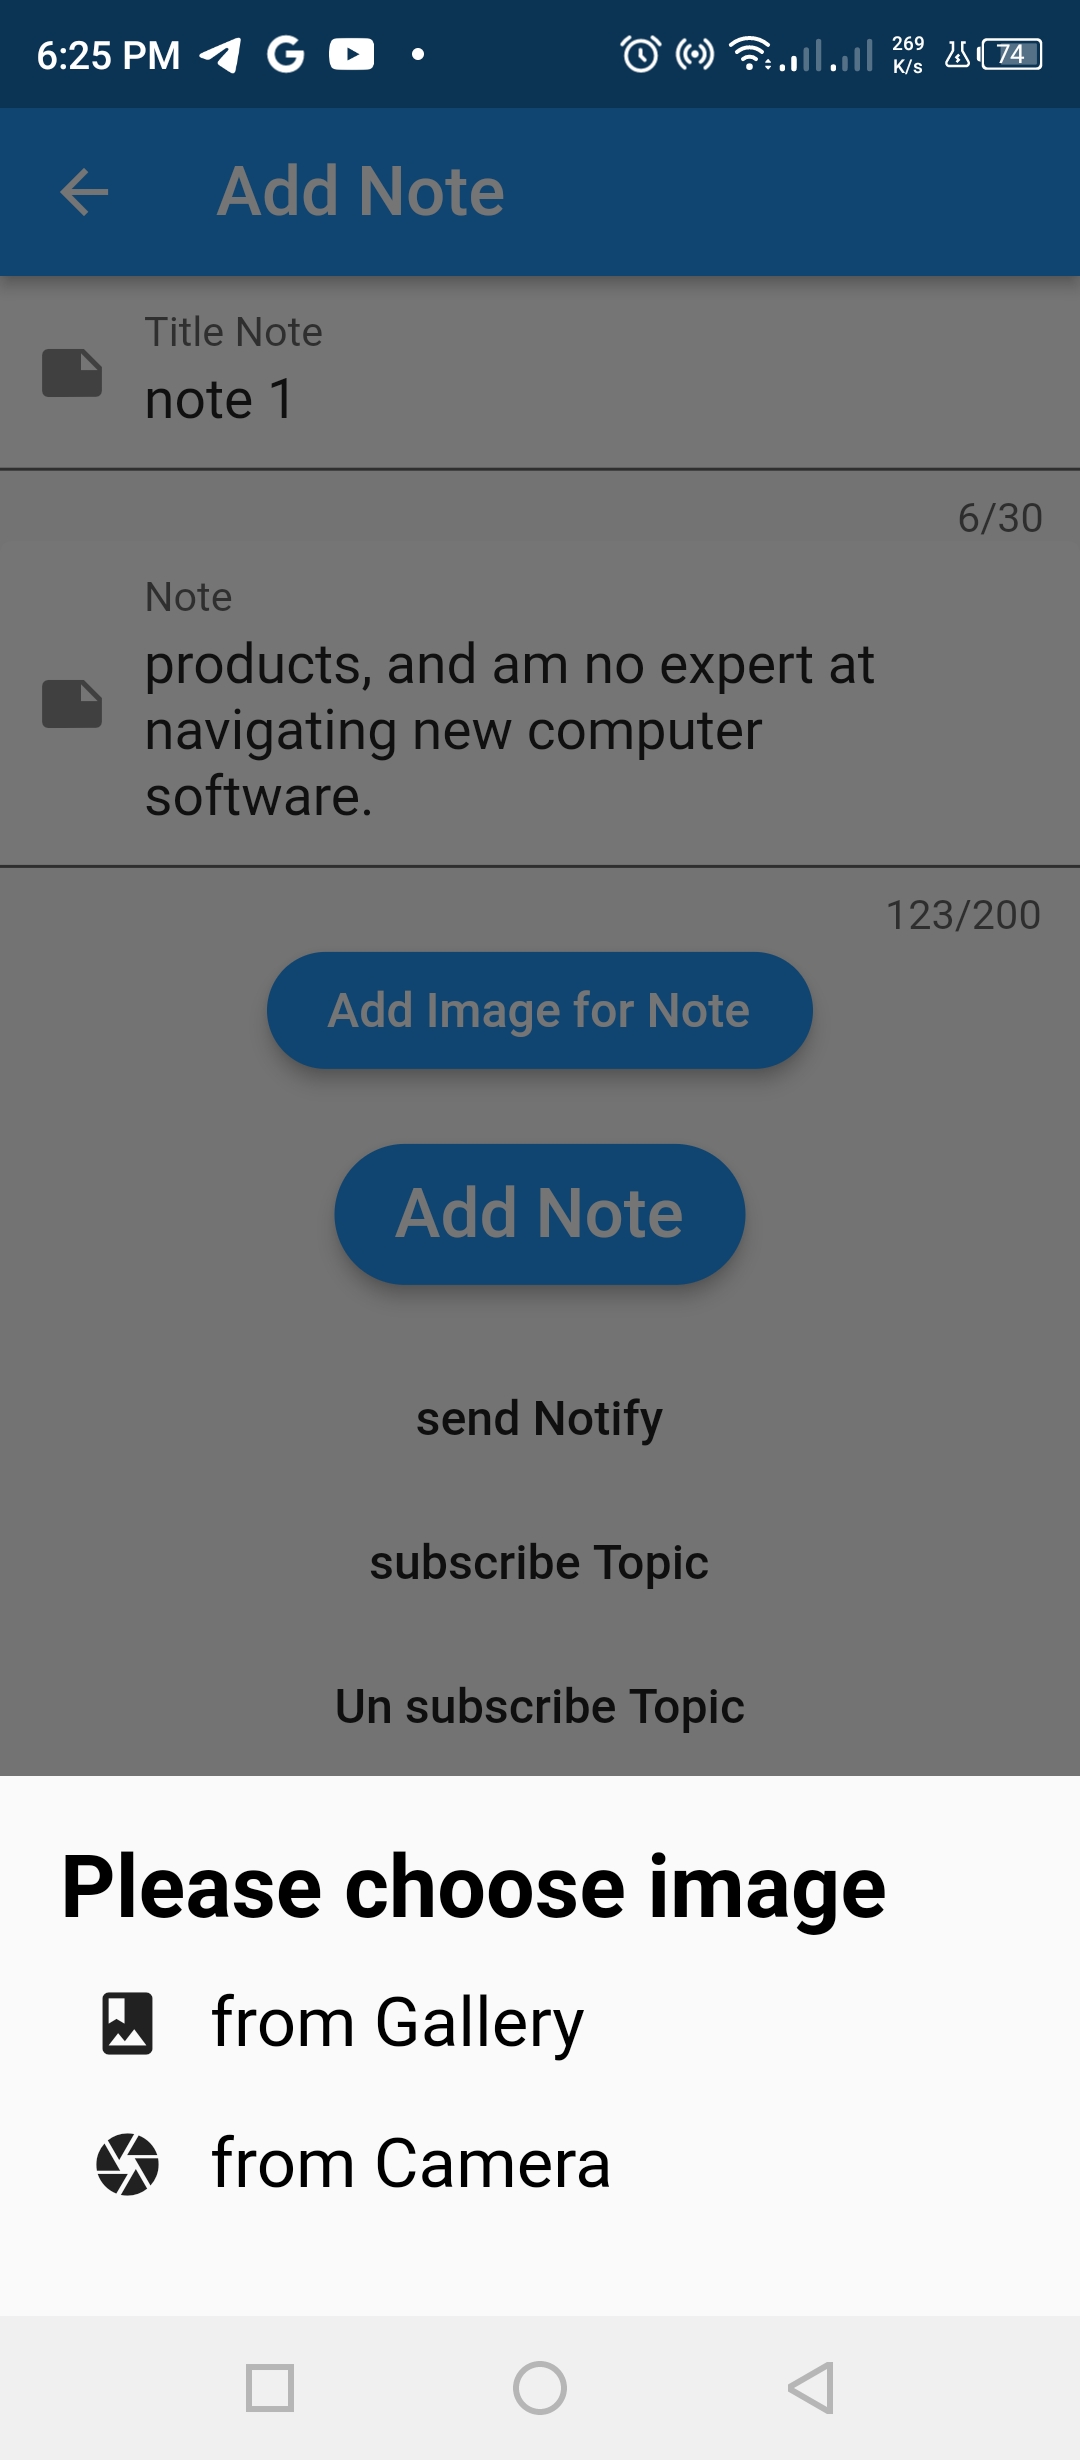 6:25 PM
269
K/s
74
Add Note
Title Note
note 1
6/30
Note
products, and am no expert at
navigating new computer
software.
123/200
Add Image for Note
Add Note
send Notify
subscribe Topic
Un subscribe Topic
Please choose image
from Gallery
from Camera